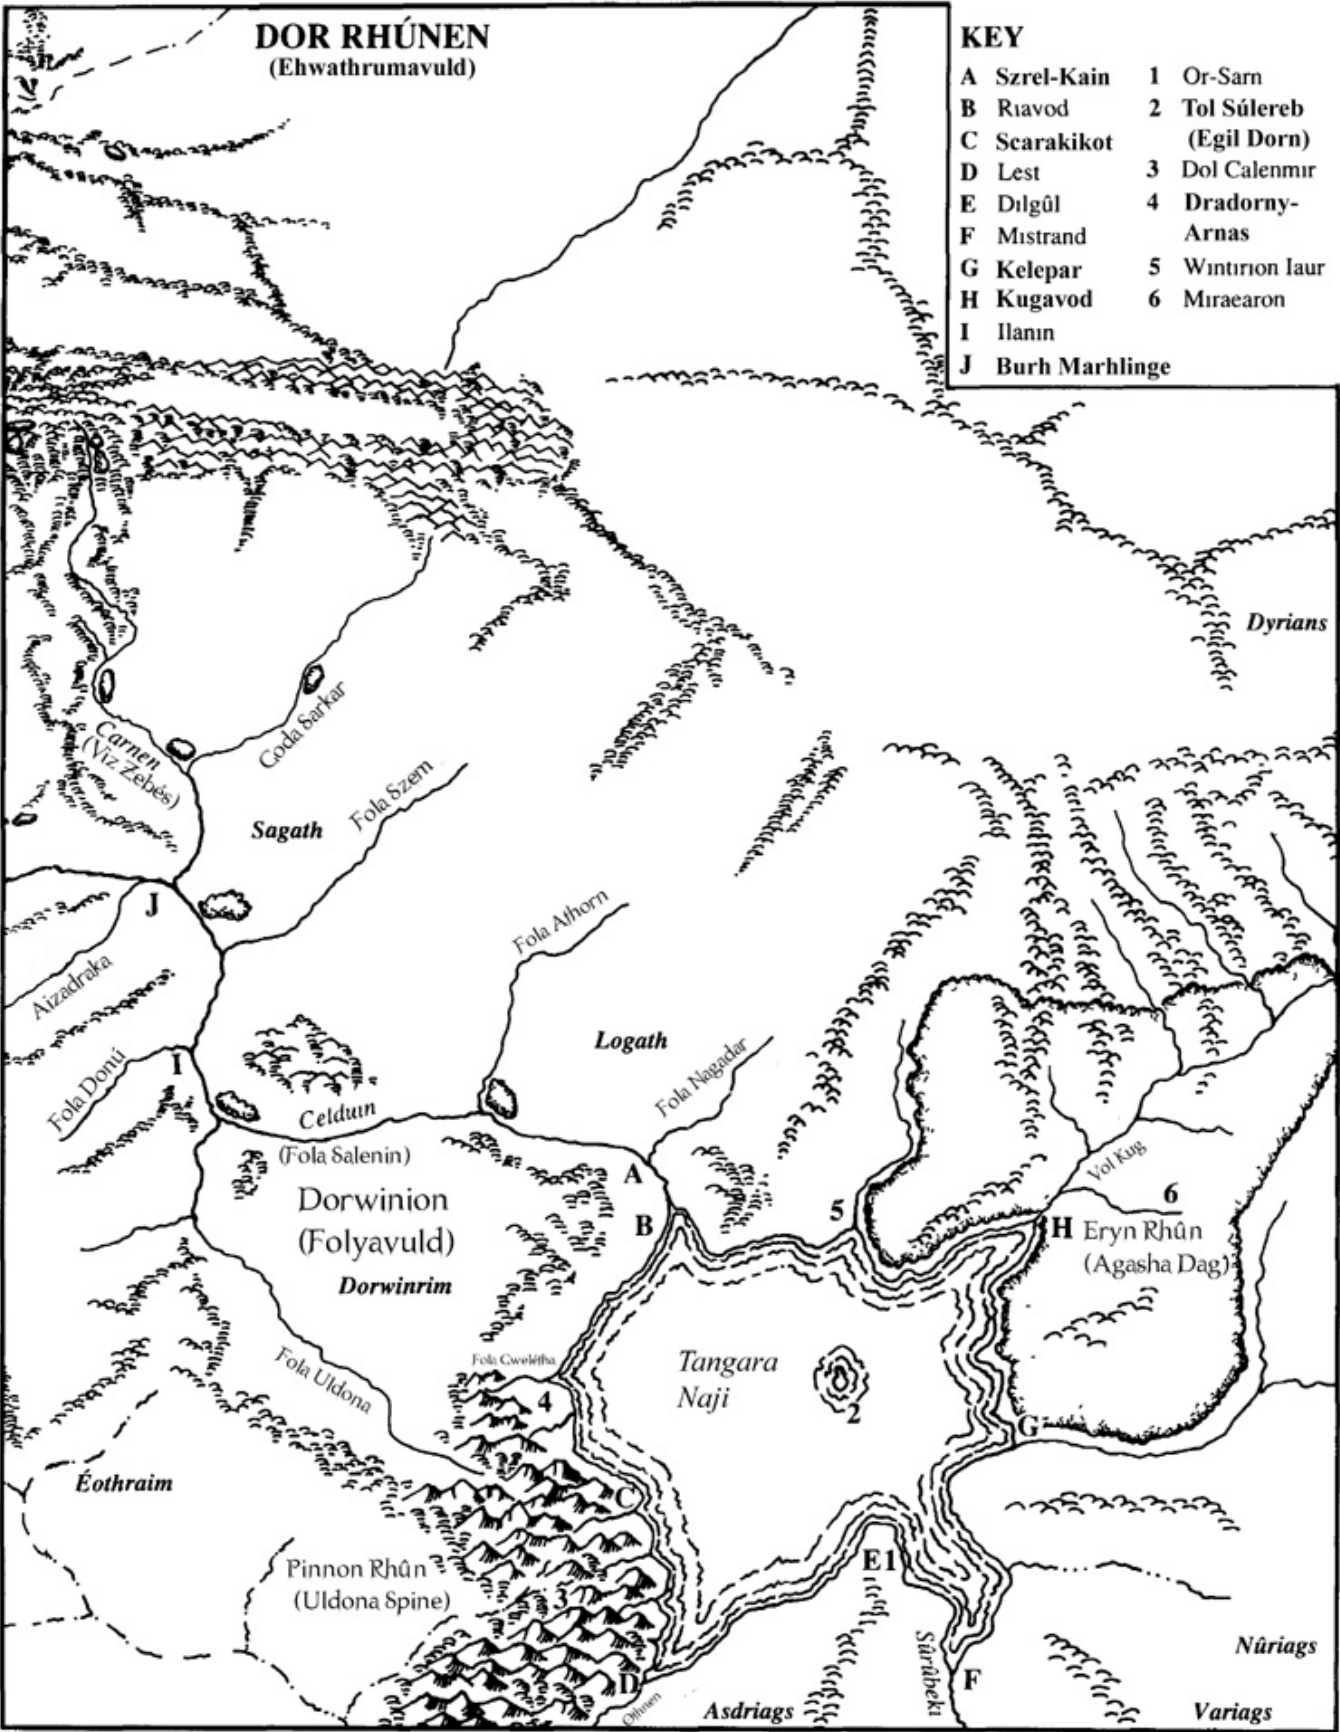 DOR RHÚNEN
(Ehwathrumavuld)
KEY
A Szrel-Kain
B Riavod
C Scarakikot
D Lest
E Dilgûl
F Mistrand
G Kelepar
H Kugavod
I Ilanin
J Burh Marhlinge
1 Or-Sarn
2 Tol Súlereb
(Egil Dorn)
3 Dol Calenmir
4 Dradorny-
Arnas
5 Wintirion Iaur
6 Miraearon
Dyrians
Carnen
(Viz Zebés)
Goda Sarkar
Sagath
Fola Szem
J
Aizadraka
Fola Athorn
Logath
Fola Donú
I
Fola Nagadar
Celduin
(Fola Salenin)
Vol Kug
A
Dorwinion
(Folyavuld)
Dorwinrim
B
5
6
H
Eryn Rhûn
(Agasha Dag)
Fola Uldona
Fola Gwelétha
4
Tangara
Naji
2
G
Éothraim
C
Pinnon Rhûn
(Uldona Spine)
3
E1
Sûrûbeki
Nûriags
D
F
Othnen
Asdriags
Variags